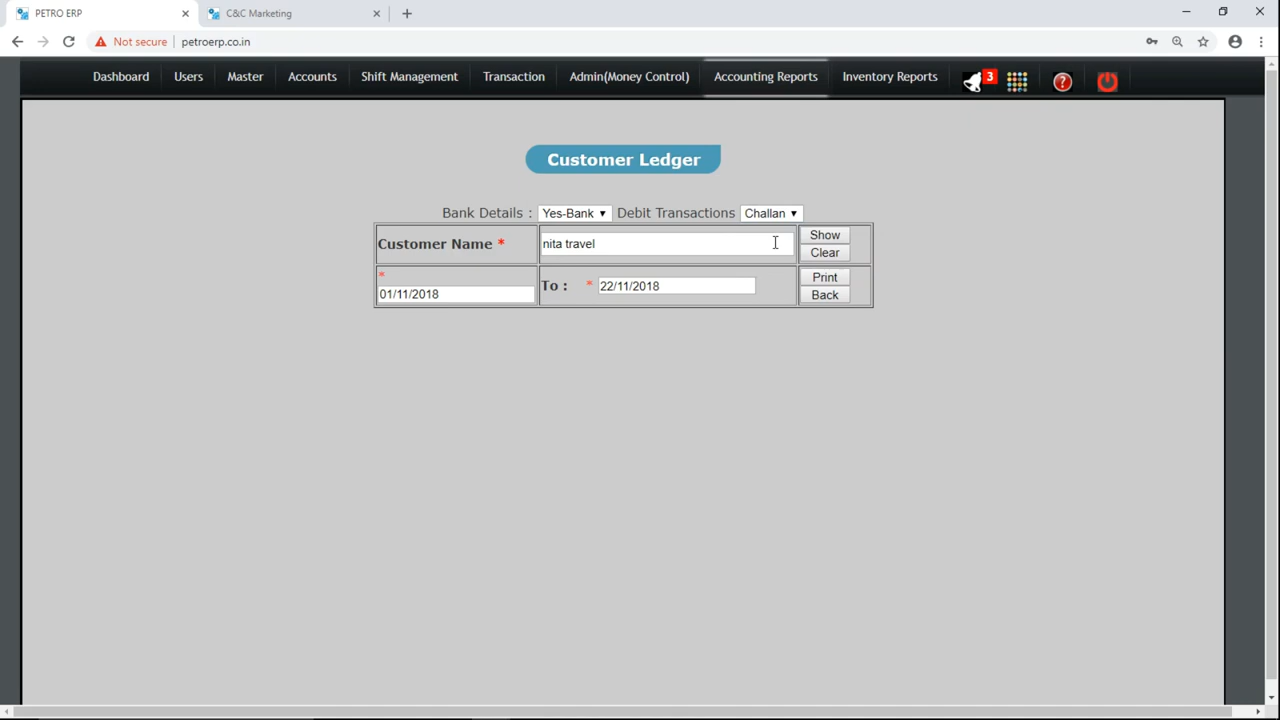 PETRO ERP
C&C Marketing
Not secure petroerp.co.in
Dashboard Users Master Accounts Shift Management Transaction Admin(Money Control) Accounting Reports Inventory Reports 3 ?
Customer Ledger
Bank Details : Yes-Bank Debit Transactions Challan
Customer Name * nita travel Show
Clear
* 01/11/2018 To : * 22/11/2018 Print
Back